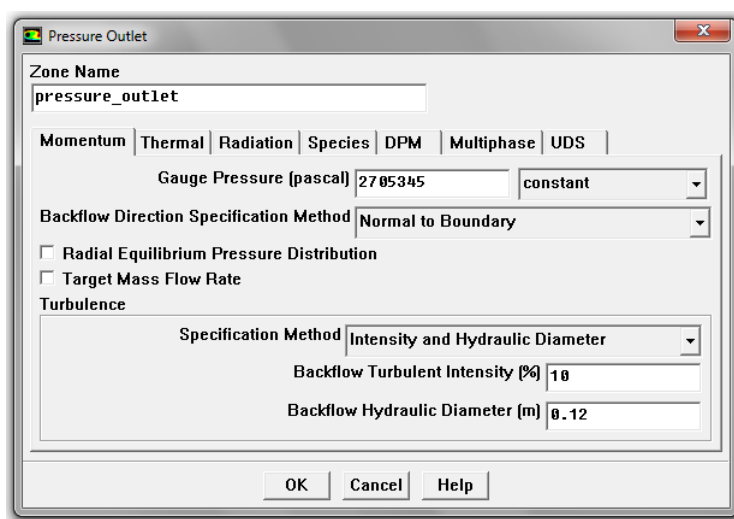 Pressure Outlet
Zone Name
pressure_outlet
Momentum Thermal Radiation Species DPM Multiphase UDS
Gauge Pressure (pascal) 2705345 constant
Backflow Direction Specification Method Normal to Boundary
Radial Equilibrium Pressure Distribution
Target Mass Flow Rate
Turbulence
Specification Method Intensity and Hydraulic Diameter
Backflow Turbulent Intensity (%) 10
Backflow Hydraulic Diameter (m) 0.12
OK Cancel Help